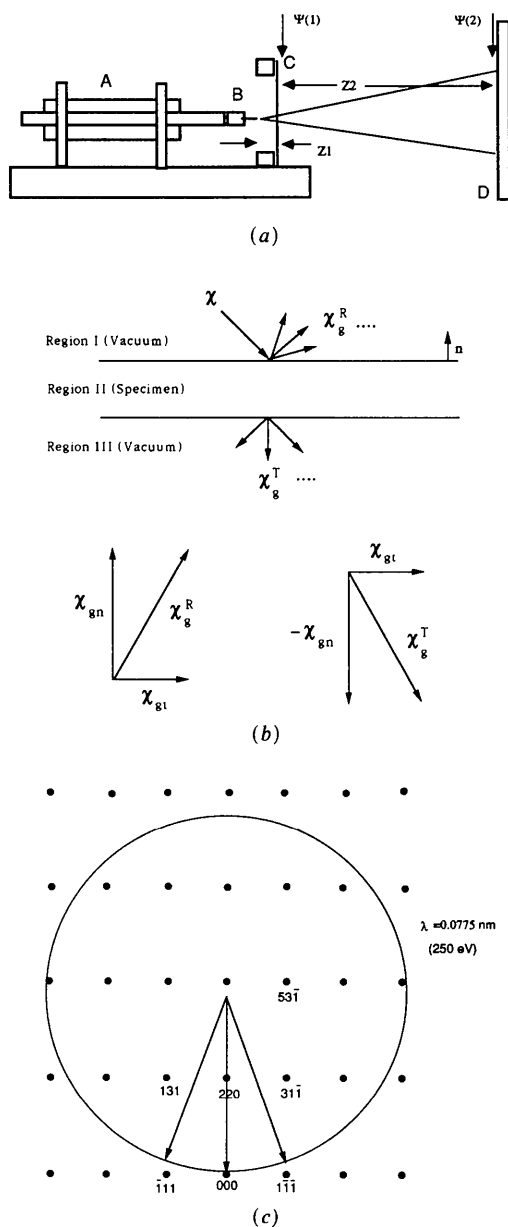 Ψ(1) Ψ(2)
A B C Z2
Z1 D
(a)
χ χ_g^R ....
Region I (Vacuum) n
Region II (Specimen)
Region III (Vacuum)
χ_g^T ....
χ_gn χ_g^R χ_gt
χ_gt -χ_gn χ_g^T
(b)
λ =0.0775 nm
(250 eV)
531̄
131 220 311̄
1̄11 000 11̄1̄
(c)